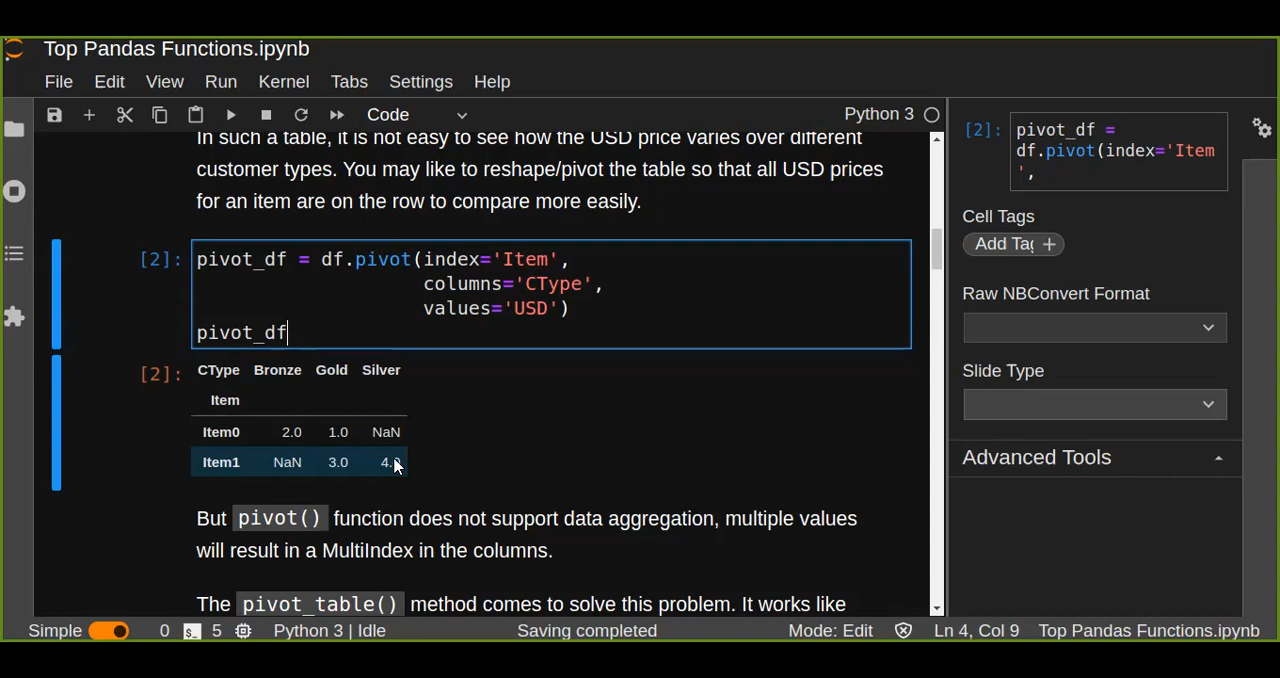 Top Pandas Functions.ipynb
File Edit View Run Kernel Tabs Settings Help
Code Python 3
In such a table, it is not easy to see how the USD price varies over different
customer types. You may like to reshape/pivot the table so that all USD prices
for an item are on the row to compare more easily.
[2]: pivot_df = df.pivot(index='Item',
columns='CType',
values='USD')
pivot_df
[2]: CType Bronze Gold Silver
Item
Item0 2.0 1.0 NaN
Item1 NaN 3.0 4.0
But pivot() function does not support data aggregation, multiple values
will result in a MultiIndex in the columns.
The pivot_table() method comes to solve this problem. It works like
[2]: pivot_df =
df.pivot(index='Item
',
Cell Tags
Add Tag +
Raw NBConvert Format
Slide Type
Advanced Tools
Simple 0 $_ 5 Python 3 | Idle Saving completed Mode: Edit Ln 4, Col 9 Top Pandas Functions.ipynb